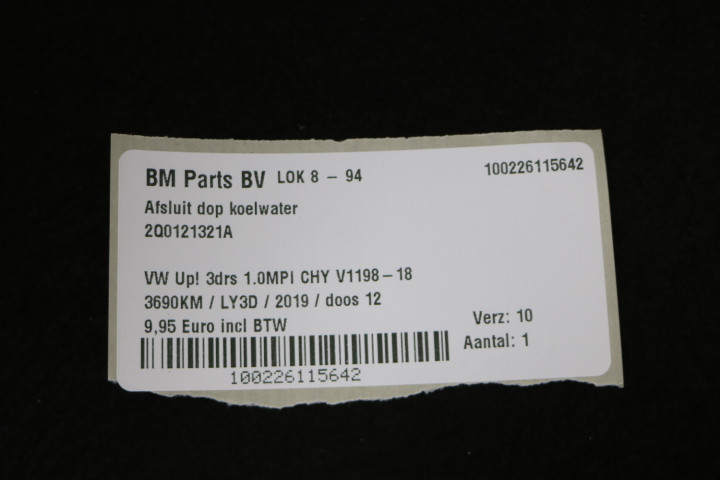 BM Parts BV LOK 8 - 94 100226115642
Afsluit dop koelwater
2Q0121321A
VW Up! 3drs 1.0MPI CHY V1198-18
3690KM / LY3D / 2019 / doos 12
9,95 Euro incl BTW
Verz: 10
Aantal: 1
100226115642